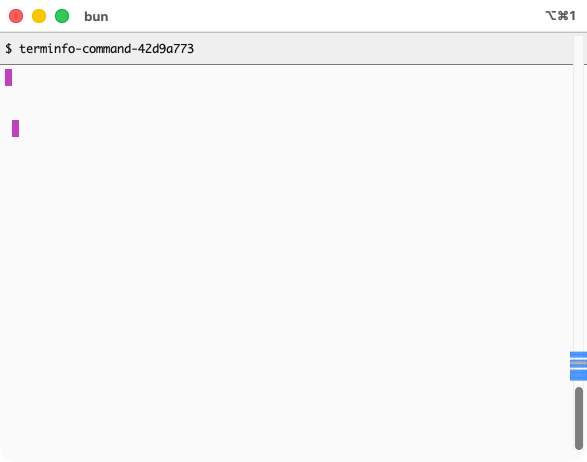 bun
⌥⌘1
$ terminfo-command-42d9a773